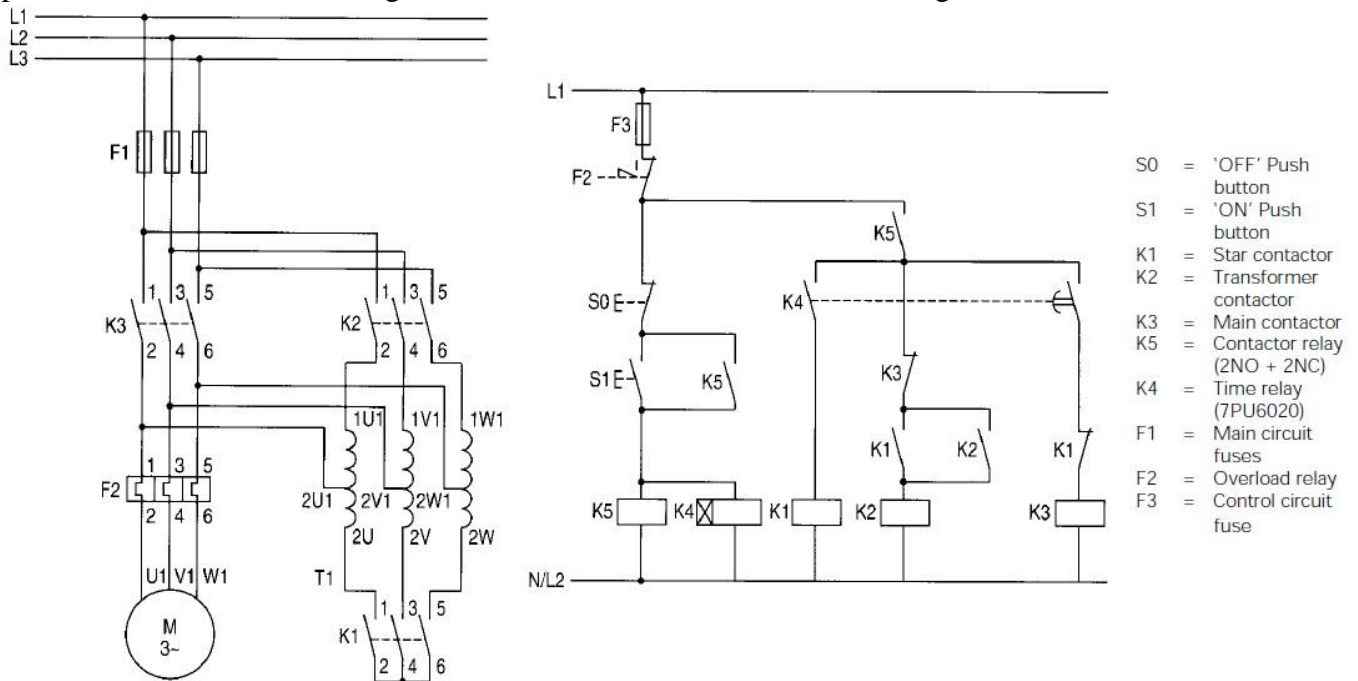 L1
L2
L3
F1
1 3 5
K3
2 4 6
1 3 5
K2
2 4 6
1U1 1V1 1W1
2U1 2V1 2W1
2U 2V 2W
1 3 5
F2
2 4 6
U1 V1 W1
M
3~
T1
1 3 5
K1
2 4 6
L1
F3
F2
K5
S0 E
K4
S1 E
K5
K3
K1
K2
K1
K5
K4
K1
K2
K3
N/L2
S0 = 'OFF' Push
button
S1 = 'ON' Push
button
K1 = Star contactor
K2 = Transformer
contactor
K3 = Main contactor
K5 = Contactor relay
(2NO + 2NC)
K4 = Time relay
(7PU6020)
F1 = Main circuit
fuses
F2 = Overload relay
F3 = Control circuit
fuse